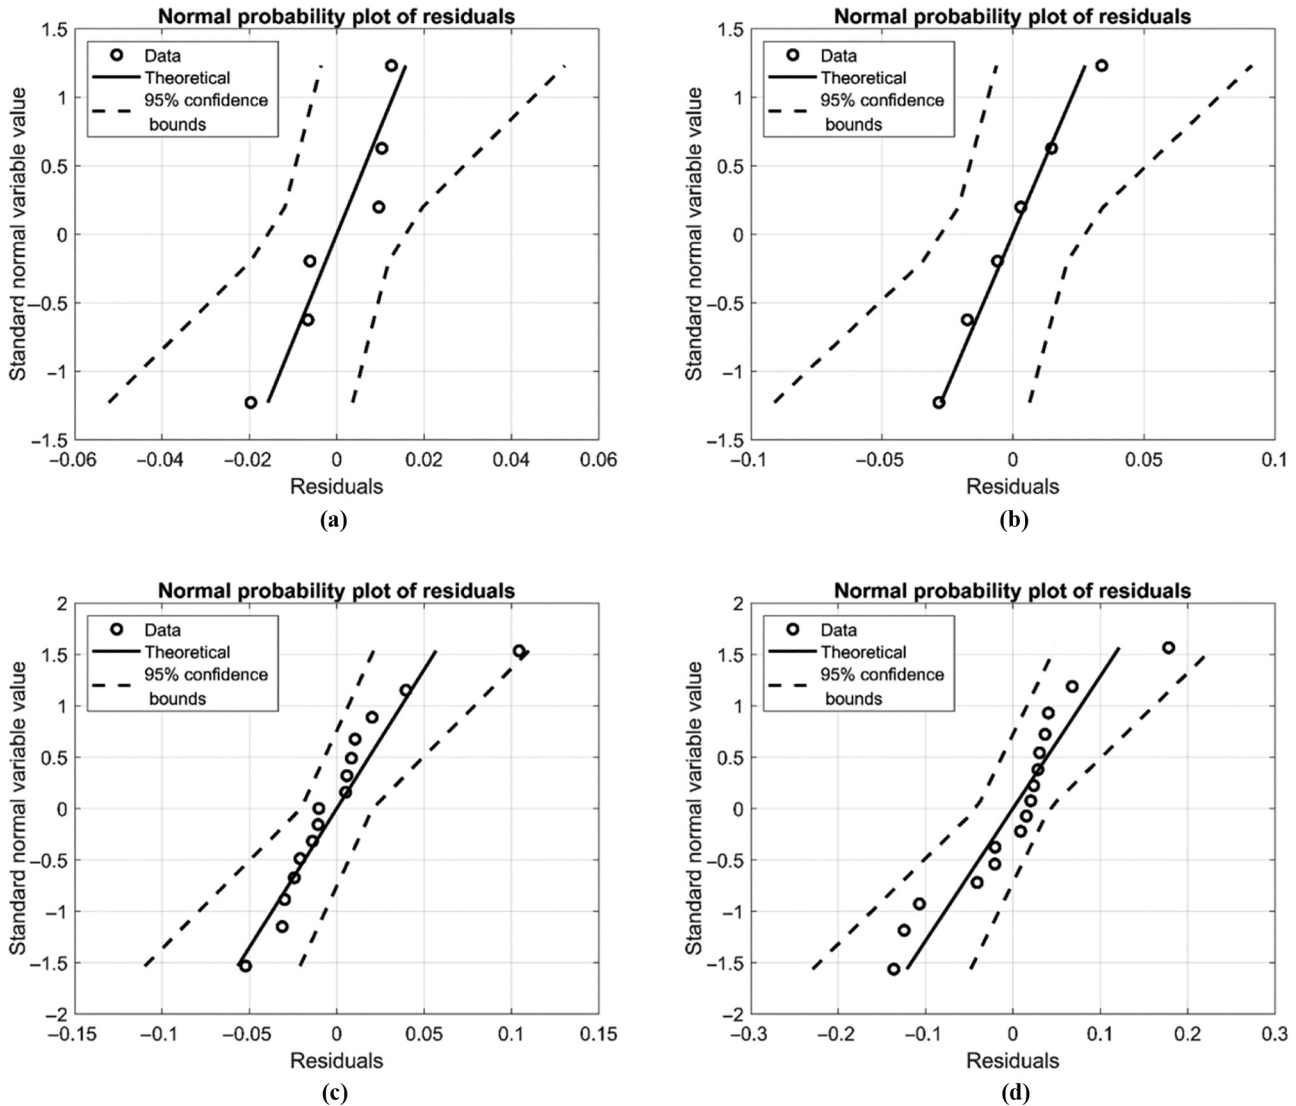 Normal probability plot of residuals
1.5
1
0.5
0
−0.5
−1
−1.5
Standard normal variable value
Data
Theoretical
95% confidence
bounds
−0.06 −0.04 −0.02 0 0.02 0.04 0.06
Residuals
(a)
Normal probability plot of residuals
1.5
1
0.5
0
−0.5
−1
−1.5
Standard normal variable value
Data
Theoretical
95% confidence
bounds
−0.1 −0.05 0 0.05 0.1
Residuals
(b)
Normal probability plot of residuals
2
1.5
1
0.5
0
−0.5
−1
−1.5
−2
Standard normal variable value
Data
Theoretical
95% confidence
bounds
−0.15 −0.1 −0.05 0 0.05 0.1 0.15
Residuals
(c)
Normal probability plot of residuals
2
1.5
1
0.5
0
−0.5
−1
−1.5
−2
Standard normal variable value
Data
Theoretical
95% confidence
bounds
−0.3 −0.2 −0.1 0 0.1 0.2 0.3
Residuals
(d)